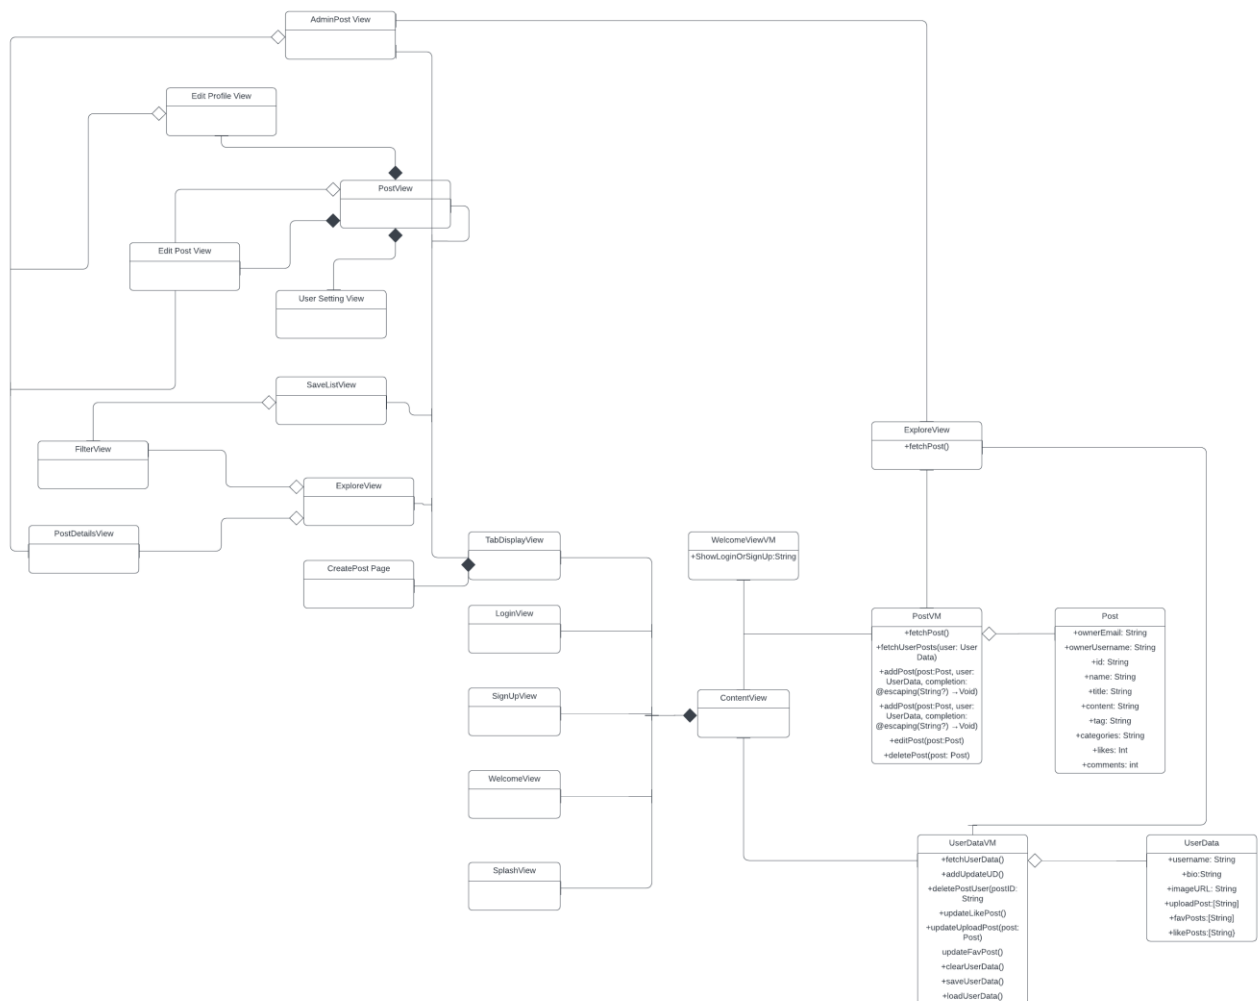 AdminPost View
Edit Profile View
PostView
Edit Post View
User Setting View
SaveListView
FilterView
ExploreView
PostDetailsView
CreatePost Page
TabDisplayView
LoginView
SignUpView
WelcomeView
SplashView
WelcomeViewVM
+ShowLoginOrSignUp:String
ContentView
ExploreView
+fetchPost()
PostVM
+fetchPost()
+fetchUserPosts(user: User
Data)
+addPost(post:Post, user:
UserData, completion:
@escaping(String?) →Void)
+addPost(post:Post, user:
UserData, completion:
@escaping(String?) →Void)
+editPost(post:Post)
+deletePost(post: Post)
Post
+ownerEmail: String
+ownerUsername: String
+id: String
+name: String
+title: String
+content: String
+tag: String
+categories: String
+likes: Int
+comments: int
UserDataVM
+fetchUserData()
+addUpdateUD()
+deletePostUser(postID:
String
+updateLikePost()
+updateUploadPost(post:
Post)
updateFavPost()
+clearUserData()
+saveUserData()
+loadUserData()
UserData
+username: String
+bio:String
+imageURL: String
+uploadPost:[String]
+favPosts:[String]
+likePosts:[String}